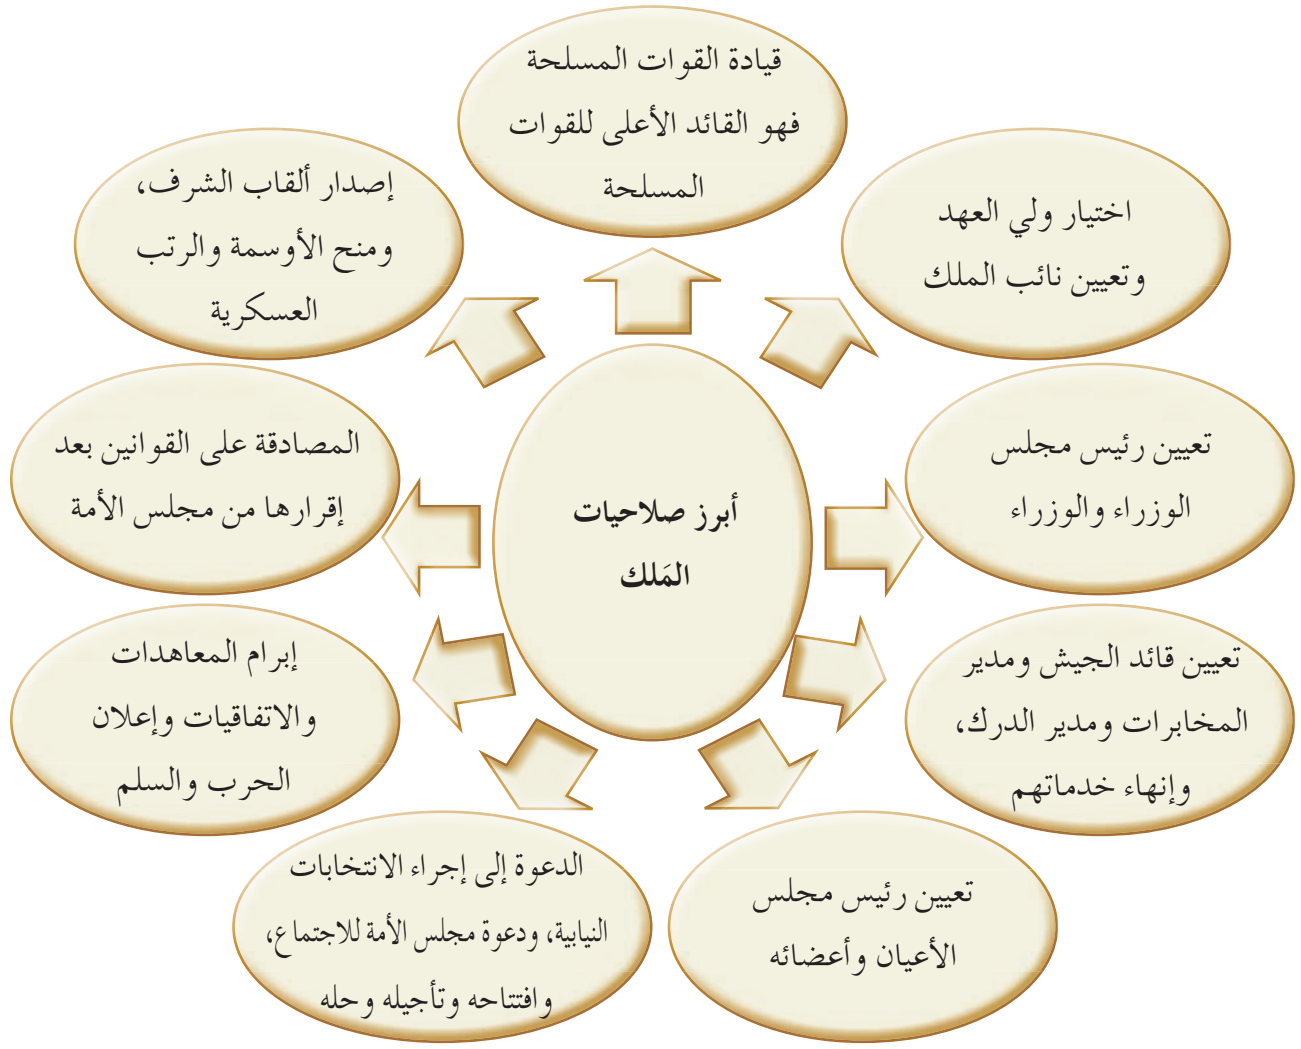 أبرز صلاحيات
المَلك
قيادة القوات المسلحة
فهو القائد الأعلى للقوات
المسلحة
اختيار ولي العهد
وتعيين نائب الملك
تعيين رئيس مجلس
الوزراء والوزراء
تعيين قائد الجيش ومدير
المخابرات ومدير الدرك،
وإنهاء خدماتهم
تعيين رئيس مجلس
الأعيان وأعضائه
الدعوة إلى إجراء الانتخابات
النيابية، ودعوة مجلس الأمة للاجتماع،
وافتتاحه وتأجيله وحله
إبرام المعاهدات
والاتفاقيات وإعلان
الحرب والسلم
المصادقة على القوانين بعد
إقرارها من مجلس الأمة
إصدار ألقاب الشرف،
ومنح الأوسمة والرتب
العسكرية